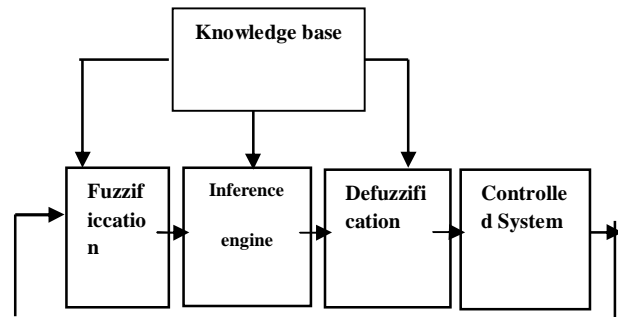 Knowledge base
Fuzzif
iccatio
n
Inference
engine
Defuzzifi
cation
Controlle
d System